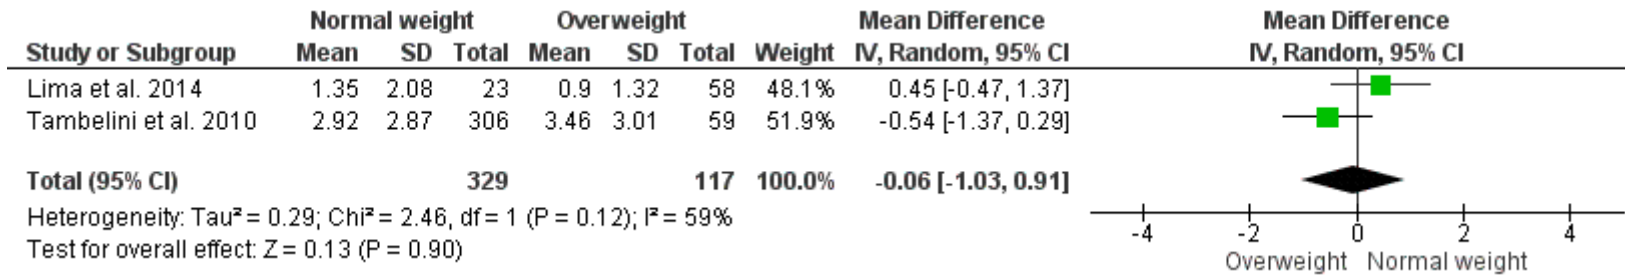 Normal weight Overweight Mean Difference Mean Difference
Study or Subgroup Mean SD Total Mean SD Total Weight IV, Random, 95% CI IV, Random, 95% CI
Lima et al. 2014 1.35 2.08 23 0.9 1.32 58 48.1% 0.45 [-0.47, 1.37]
Tambelini et al. 2010 2.92 2.87 306 3.46 3.01 59 51.9% -0.54 [-1.37, 0.29]
Total (95% CI) 329 117 100.0% -0.06 [-1.03, 0.91]
Heterogeneity: Tau² = 0.29; Chi² = 2.46, df = 1 (P = 0.12); I² = 59%
Test for overall effect: Z = 0.13 (P = 0.90)
-4 -2 0 2 4
Overweight Normal weight